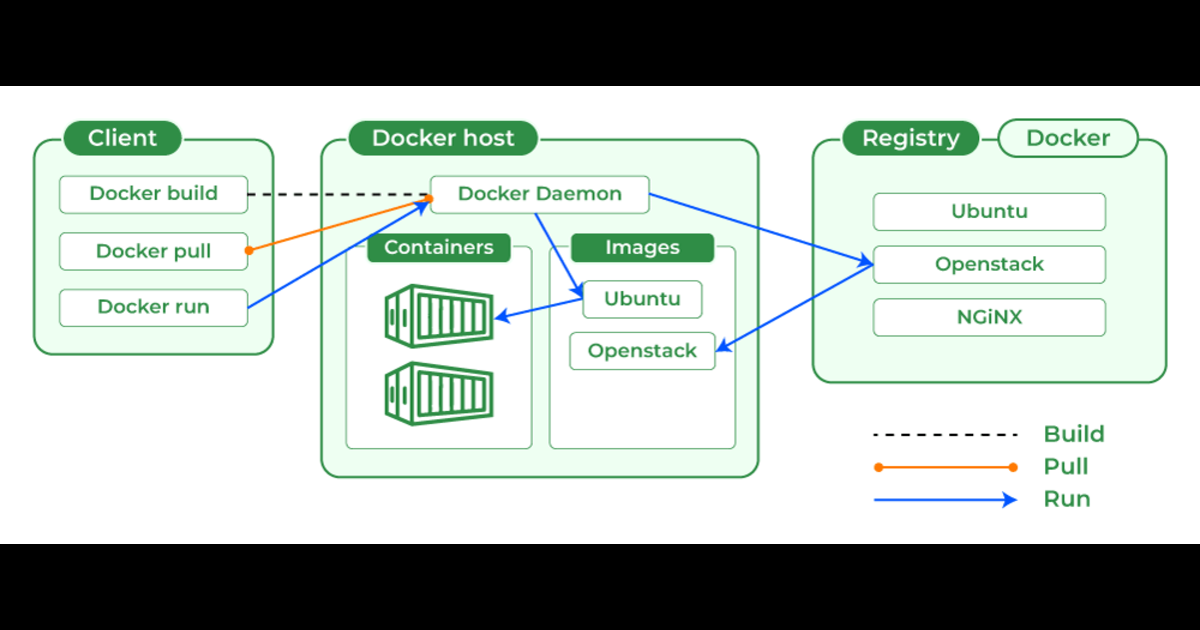 Client
Docker build
Docker pull
Docker run
Docker host
Docker Daemon
Containers
Images
Ubuntu
Openstack
Registry
Docker
Ubuntu
Openstack
NGiNX
Build
Pull
Run